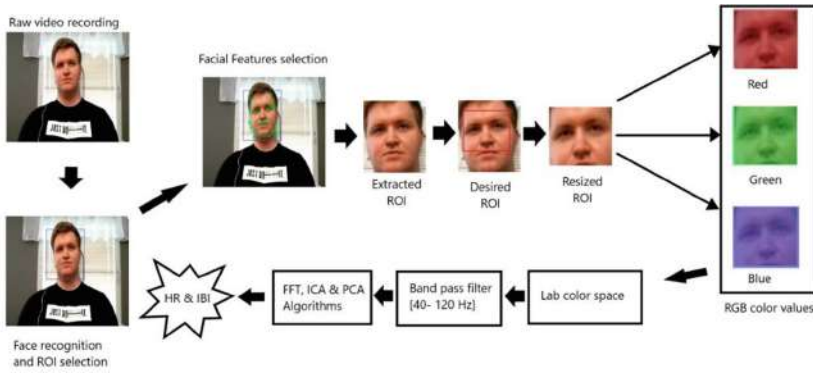 Raw video recording
Facial Features selection
Extracted
ROI
Desired
ROI
Resized
ROI
Red
Green
Blue
RGB color values
Face recognition
and ROI selection
HR & IBI
FFT, ICA & PCA
Algorithms
Band pass filter
[40- 120 Hz]
Lab color space